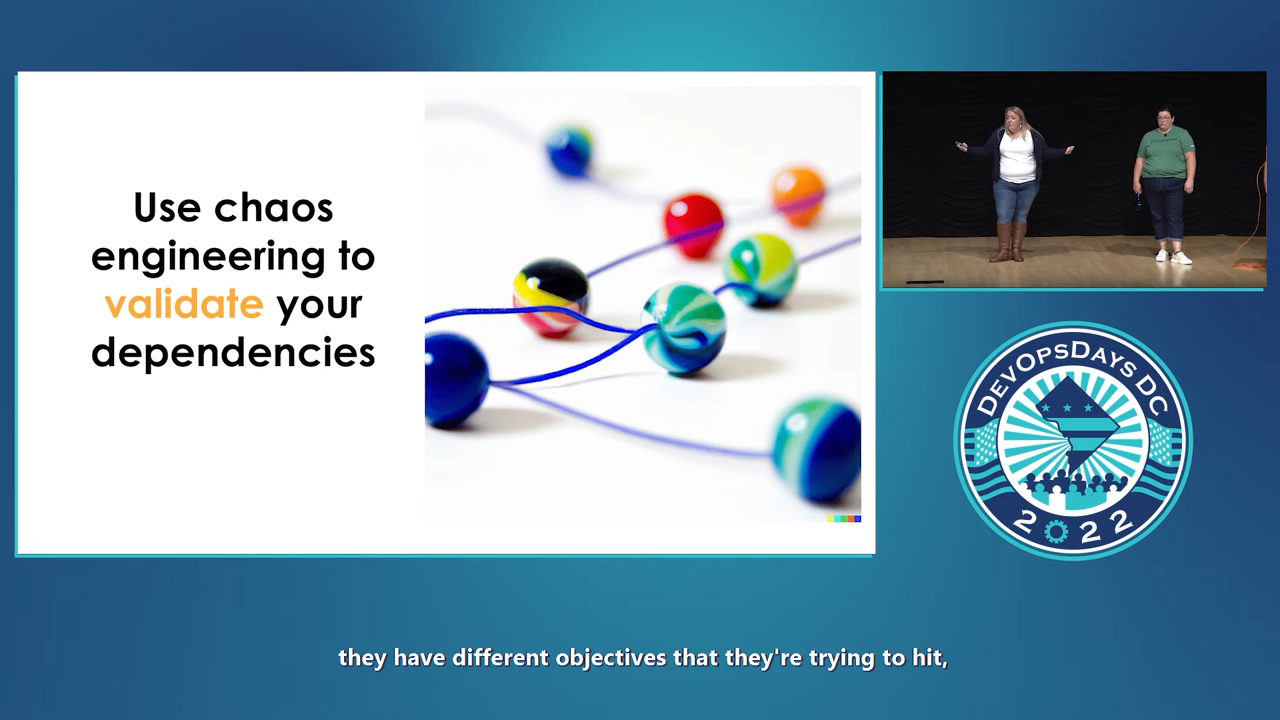 Use chaos
engineering to
validate your
dependencies
DEVOPSDAYS DC
2022
they have different objectives that they're trying to hit,